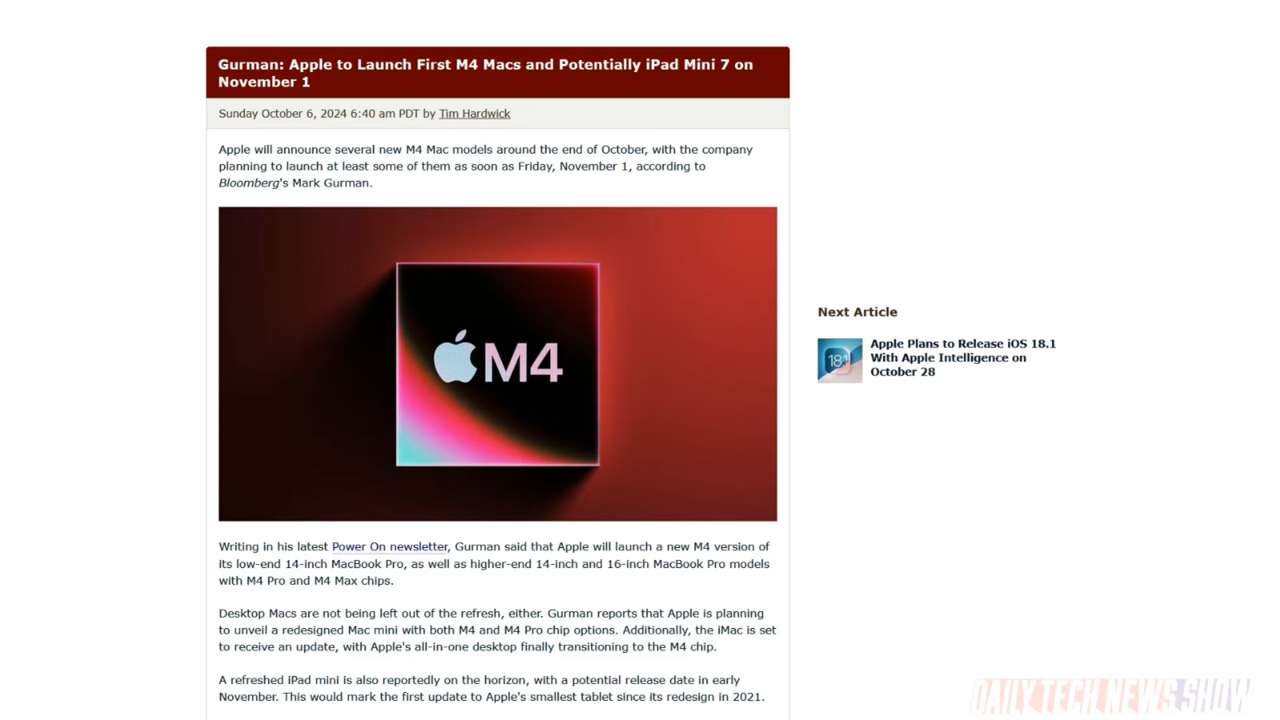 Gurman: Apple to Launch First M4 Macs and Potentially iPad Mini 7 on
November 1
Sunday October 6, 2024 6:40 am PDT by Tim Hardwick
Apple will announce several new M4 Mac models around the end of October, with the company
planning to launch at least some of them as soon as Friday, November 1, according to
Bloomberg's Mark Gurman.
M4
Writing in his latest Power On newsletter, Gurman said that Apple will launch a new M4 version of
its low-end 14-inch MacBook Pro, as well as higher-end 14-inch and 16-inch MacBook Pro models
with M4 Pro and M4 Max chips.
Desktop Macs are not being left out of the refresh, either. Gurman reports that Apple is planning
to unveil a redesigned Mac mini with both M4 and M4 Pro chip options. Additionally, the iMac is set
to receive an update, with Apple's all-in-one desktop finally transitioning to the M4 chip.
A refreshed iPad mini is also reportedly on the horizon, with a potential release date in early
November. This would mark the first update to Apple's smallest tablet since its redesign in 2021.
Next Article
18.1
Apple Plans to Release iOS 18.1
With Apple Intelligence on
October 28
DAILY TECH NEWS SHOW